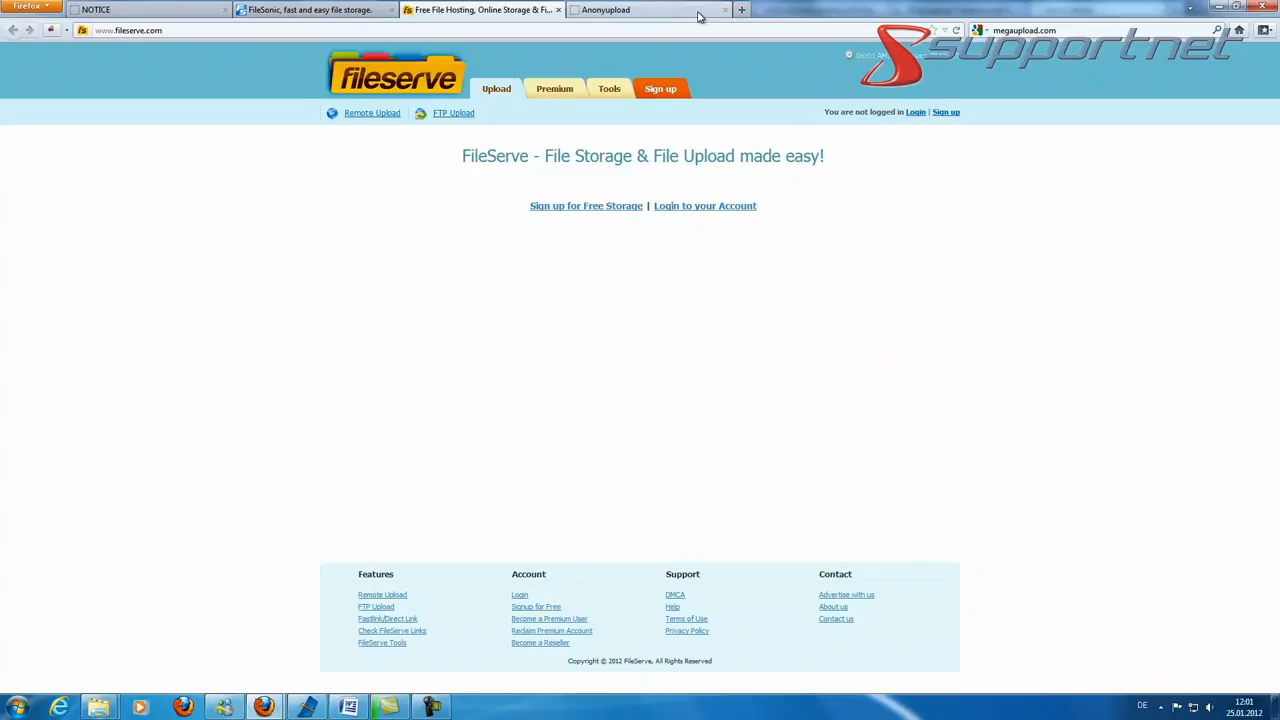 Firefox
NOTICE
FileSonic, fast and easy file storage.
Free File Hosting, Online Storage & Fi...
Anonyupload
www.fileserve.com
megaupload.com
supportnet
fileserve
Upload
Premium
Tools
Sign up
Remote Upload
FTP Upload
You are not logged in Login | Sign up
FileServe - File Storage & File Upload made easy!
Sign up for Free Storage | Login to your Account
Features
Account
Support
Contact
Remote Upload
Login
DMCA
Advertise with us
FTP Upload
Signup for Free
Help
About us
Fastlink/Direct Link
Become a Premium User
Terms of Use
Contact us
Check FileServe Links
Reclaim Premium Account
Privacy Policy
FileServe Tools
Become a Reseller
Copyright © 2012 FileServe, All Rights Reserved
DE
12:01
25.01.2012